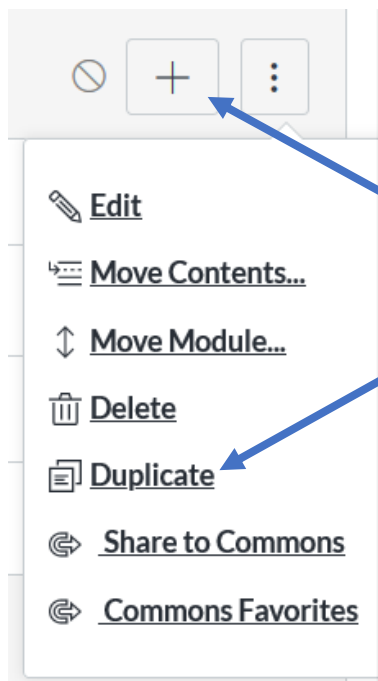 Edit
Move Contents...
Move Module...
Delete
Duplicate
Share to Commons
Commons Favorites